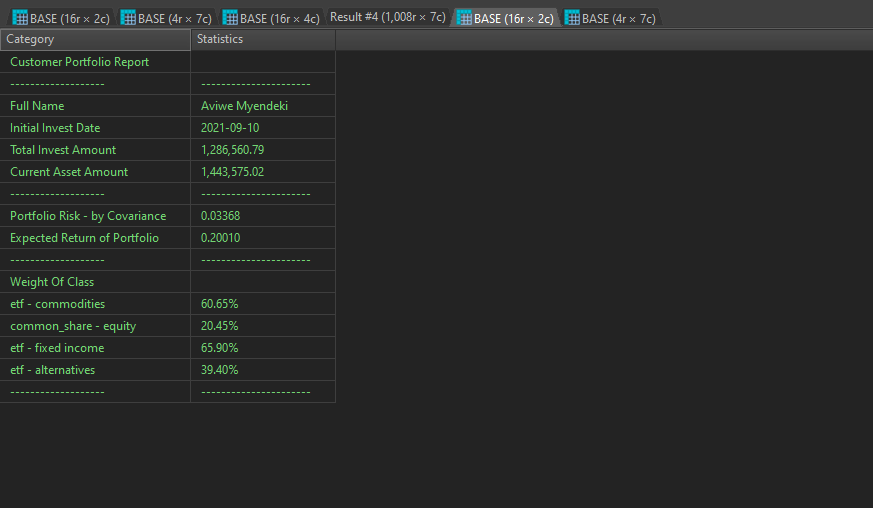 BASE (16r × 2c) BASE (4r × 7c) BASE (16r × 4c) Result #4 (1,008r × 7c) BASE (16r × 2c) BASE (4r × 7c)
Category Statistics
Customer Portfolio Report
------------------- ----------------------
Full Name Aviwe Myendeki
Initial Invest Date 2021-09-10
Total Invest Amount 1,286,560.79
Current Asset Amount 1,443,575.02
------------------- ----------------------
Portfolio Risk - by Covariance 0.03368
Expected Return of Portfolio 0.20010
------------------- ----------------------
Weight Of Class
etf - commodities 60.65%
common_share - equity 20.45%
etf - fixed income 65.90%
etf - alternatives 39.40%
------------------- ----------------------